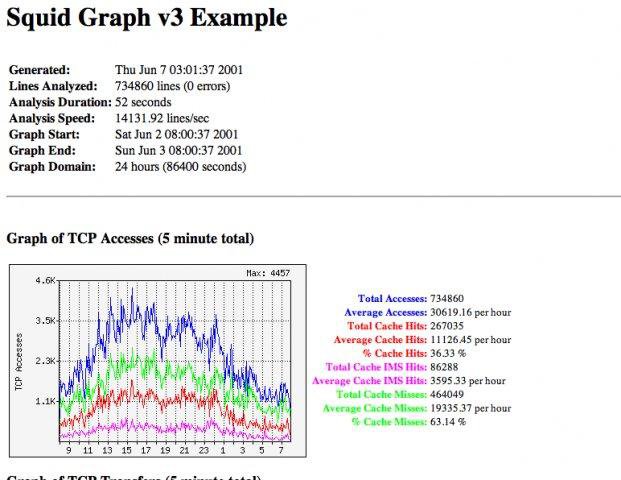 Squid Graph v3 Example
Generated: Thu Jun 7 03:01:37 2001
Lines Analyzed: 734860 lines (0 errors)
Analysis Duration: 52 seconds
Analysis Speed: 14131.92 lines/sec
Graph Start: Sat Jun 2 08:00:37 2001
Graph End: Sun Jun 3 08:00:37 2001
Graph Domain: 24 hours (86400 seconds)
Graph of TCP Accesses (5 minute total)
Max: 4457
4.6K
3.5K
2.3K
1.1K
TCP Accesses
9 11 13 15 17 19 21 23 1 3 5 7
Total Accesses: 734860
Average Accesses: 30619.16 per hour
Total Cache Hits: 267035
Average Cache Hits: 11126.45 per hour
% Cache Hits: 36.33 %
Total Cache IMS Hits: 86288
Average Cache IMS Hits: 3595.33 per hour
Total Cache Misses: 464049
Average Cache Misses: 19335.37 per hour
% Cache Misses: 63.14 %
Graph of TCP Transfers (5 minute total)